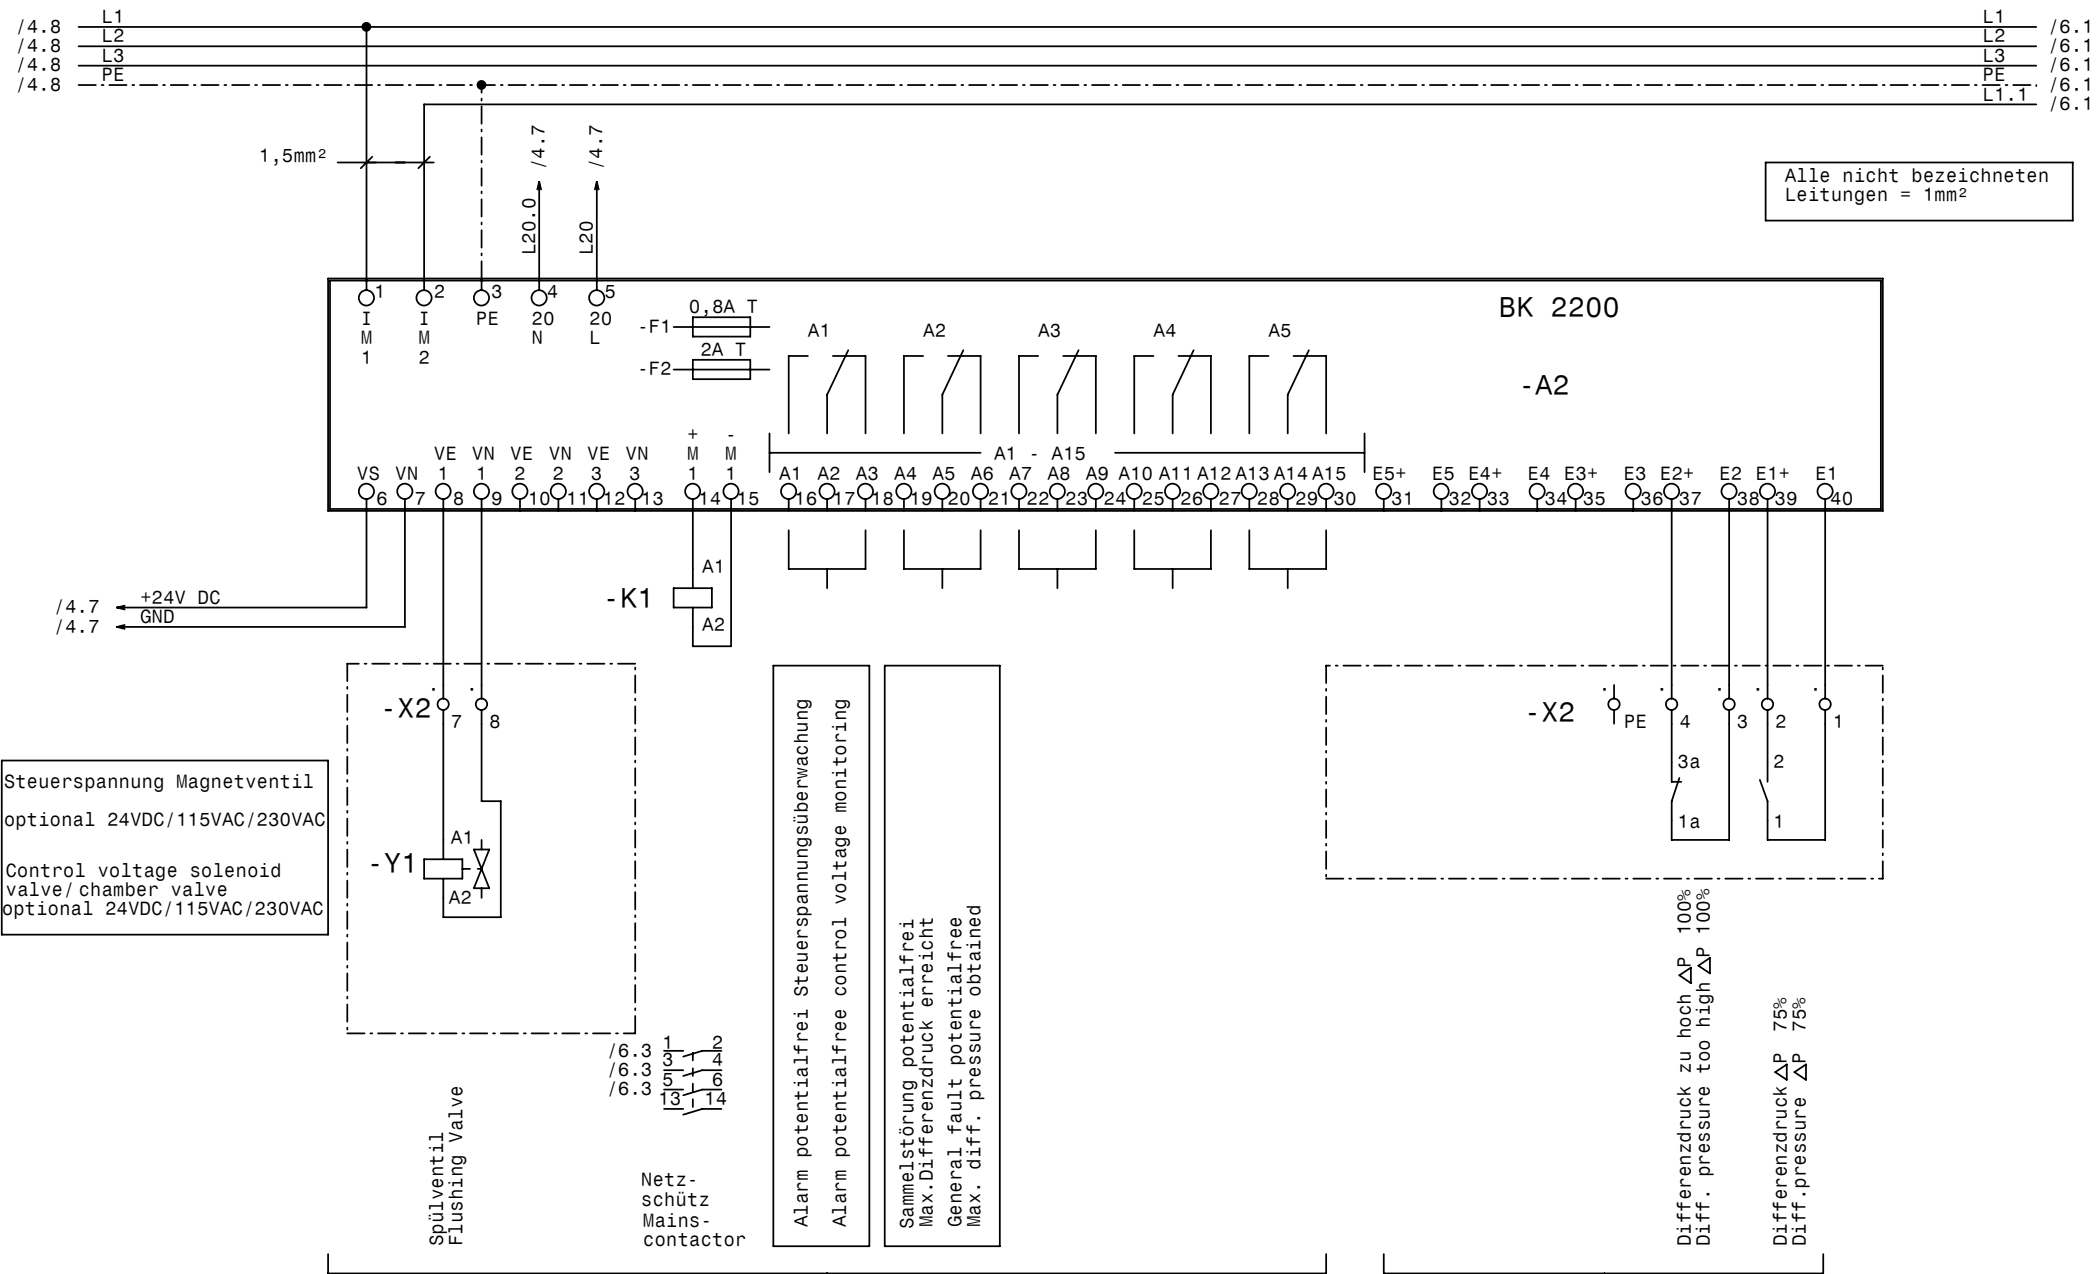 /4.8 L1 L1 /6.1
/4.8 L2 L2 /6.1
/4.8 L3 L3 /6.1
/4.8 PE PE /6.1
L1.1 /6.1
1,5mm²
L20.0 /4.7
L20 /4.7
Alle nicht bezeichneten
Leitungen = 1mm²
1 2 3 4 5
I M 1
I M 2
PE
20 N
20 L
-F1 0,8A T
-F2 2A T
A1 A2 A3 A4 A5
BK 2200
-A2
A1 - A15
VS VN VE 1 VN 1 VE 2 VN 2 VE 3 VN 3 + M 1 - M 1 A1 A2 A3 A4 A5 A6 A7 A8 A9 A10 A11 A12 A13 A14 A15 E5+ E5 E4+ E4 E3+ E3 E2+ E2 E1+ E1
6 7 8 9 10 11 12 13 14 15 16 17 18 19 20 21 22 23 24 25 26 27 28 29 30 31 32 33 34 35 36 37 38 39 40
/4.7 +24V DC
/4.7 GND
-K1 A1
A2
-X2 7 8
-Y1 A1
A2
Steuerspannung Magnetventil
optional 24VDC/115VAC/230VAC
Control voltage solenoid
valve/chamber valve
optional 24VDC/115VAC/230VAC
Spülventil
Flushing Valve
/6.3 1 2
/6.3 3 4
/6.3 5 6
13 14
Netz-
schütz
Mains-
contactor
Alarm potentialfrei Steuerspannungsüberwachung
Alarm potentialfree control voltage monitoring
Sammelstörung potentialfrei
Max.Differenzdruck erreicht
General fault potentialfree
Max. diff. pressure obtained
-X2 PE 4 3 2 1
3a 2
1a 1
Differenzdruck zu hoch △P 100%
Diff. pressure too high △P 100%
Differenzdruck △P 75%
Diff.pressure △P 75%